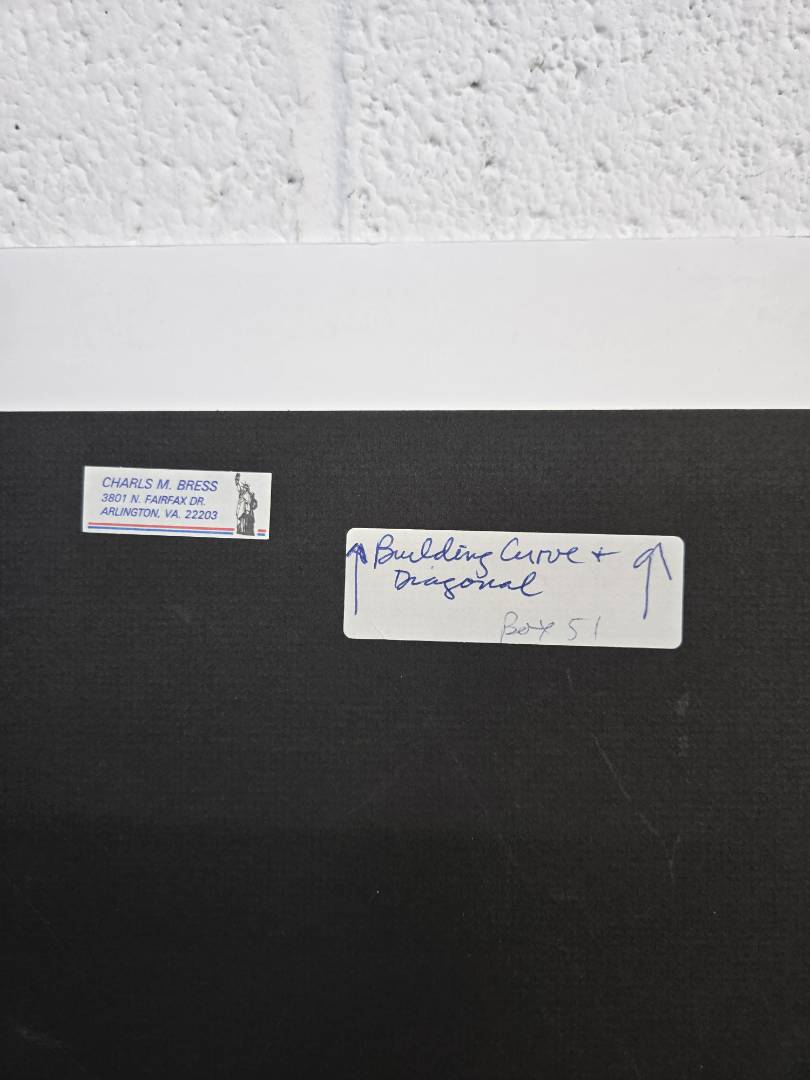 CHARLS M. BRESS
3801 N. FAIRFAX DR.
ARLINGTON, VA. 22203
Building Curve +
Diagonal
Box 51